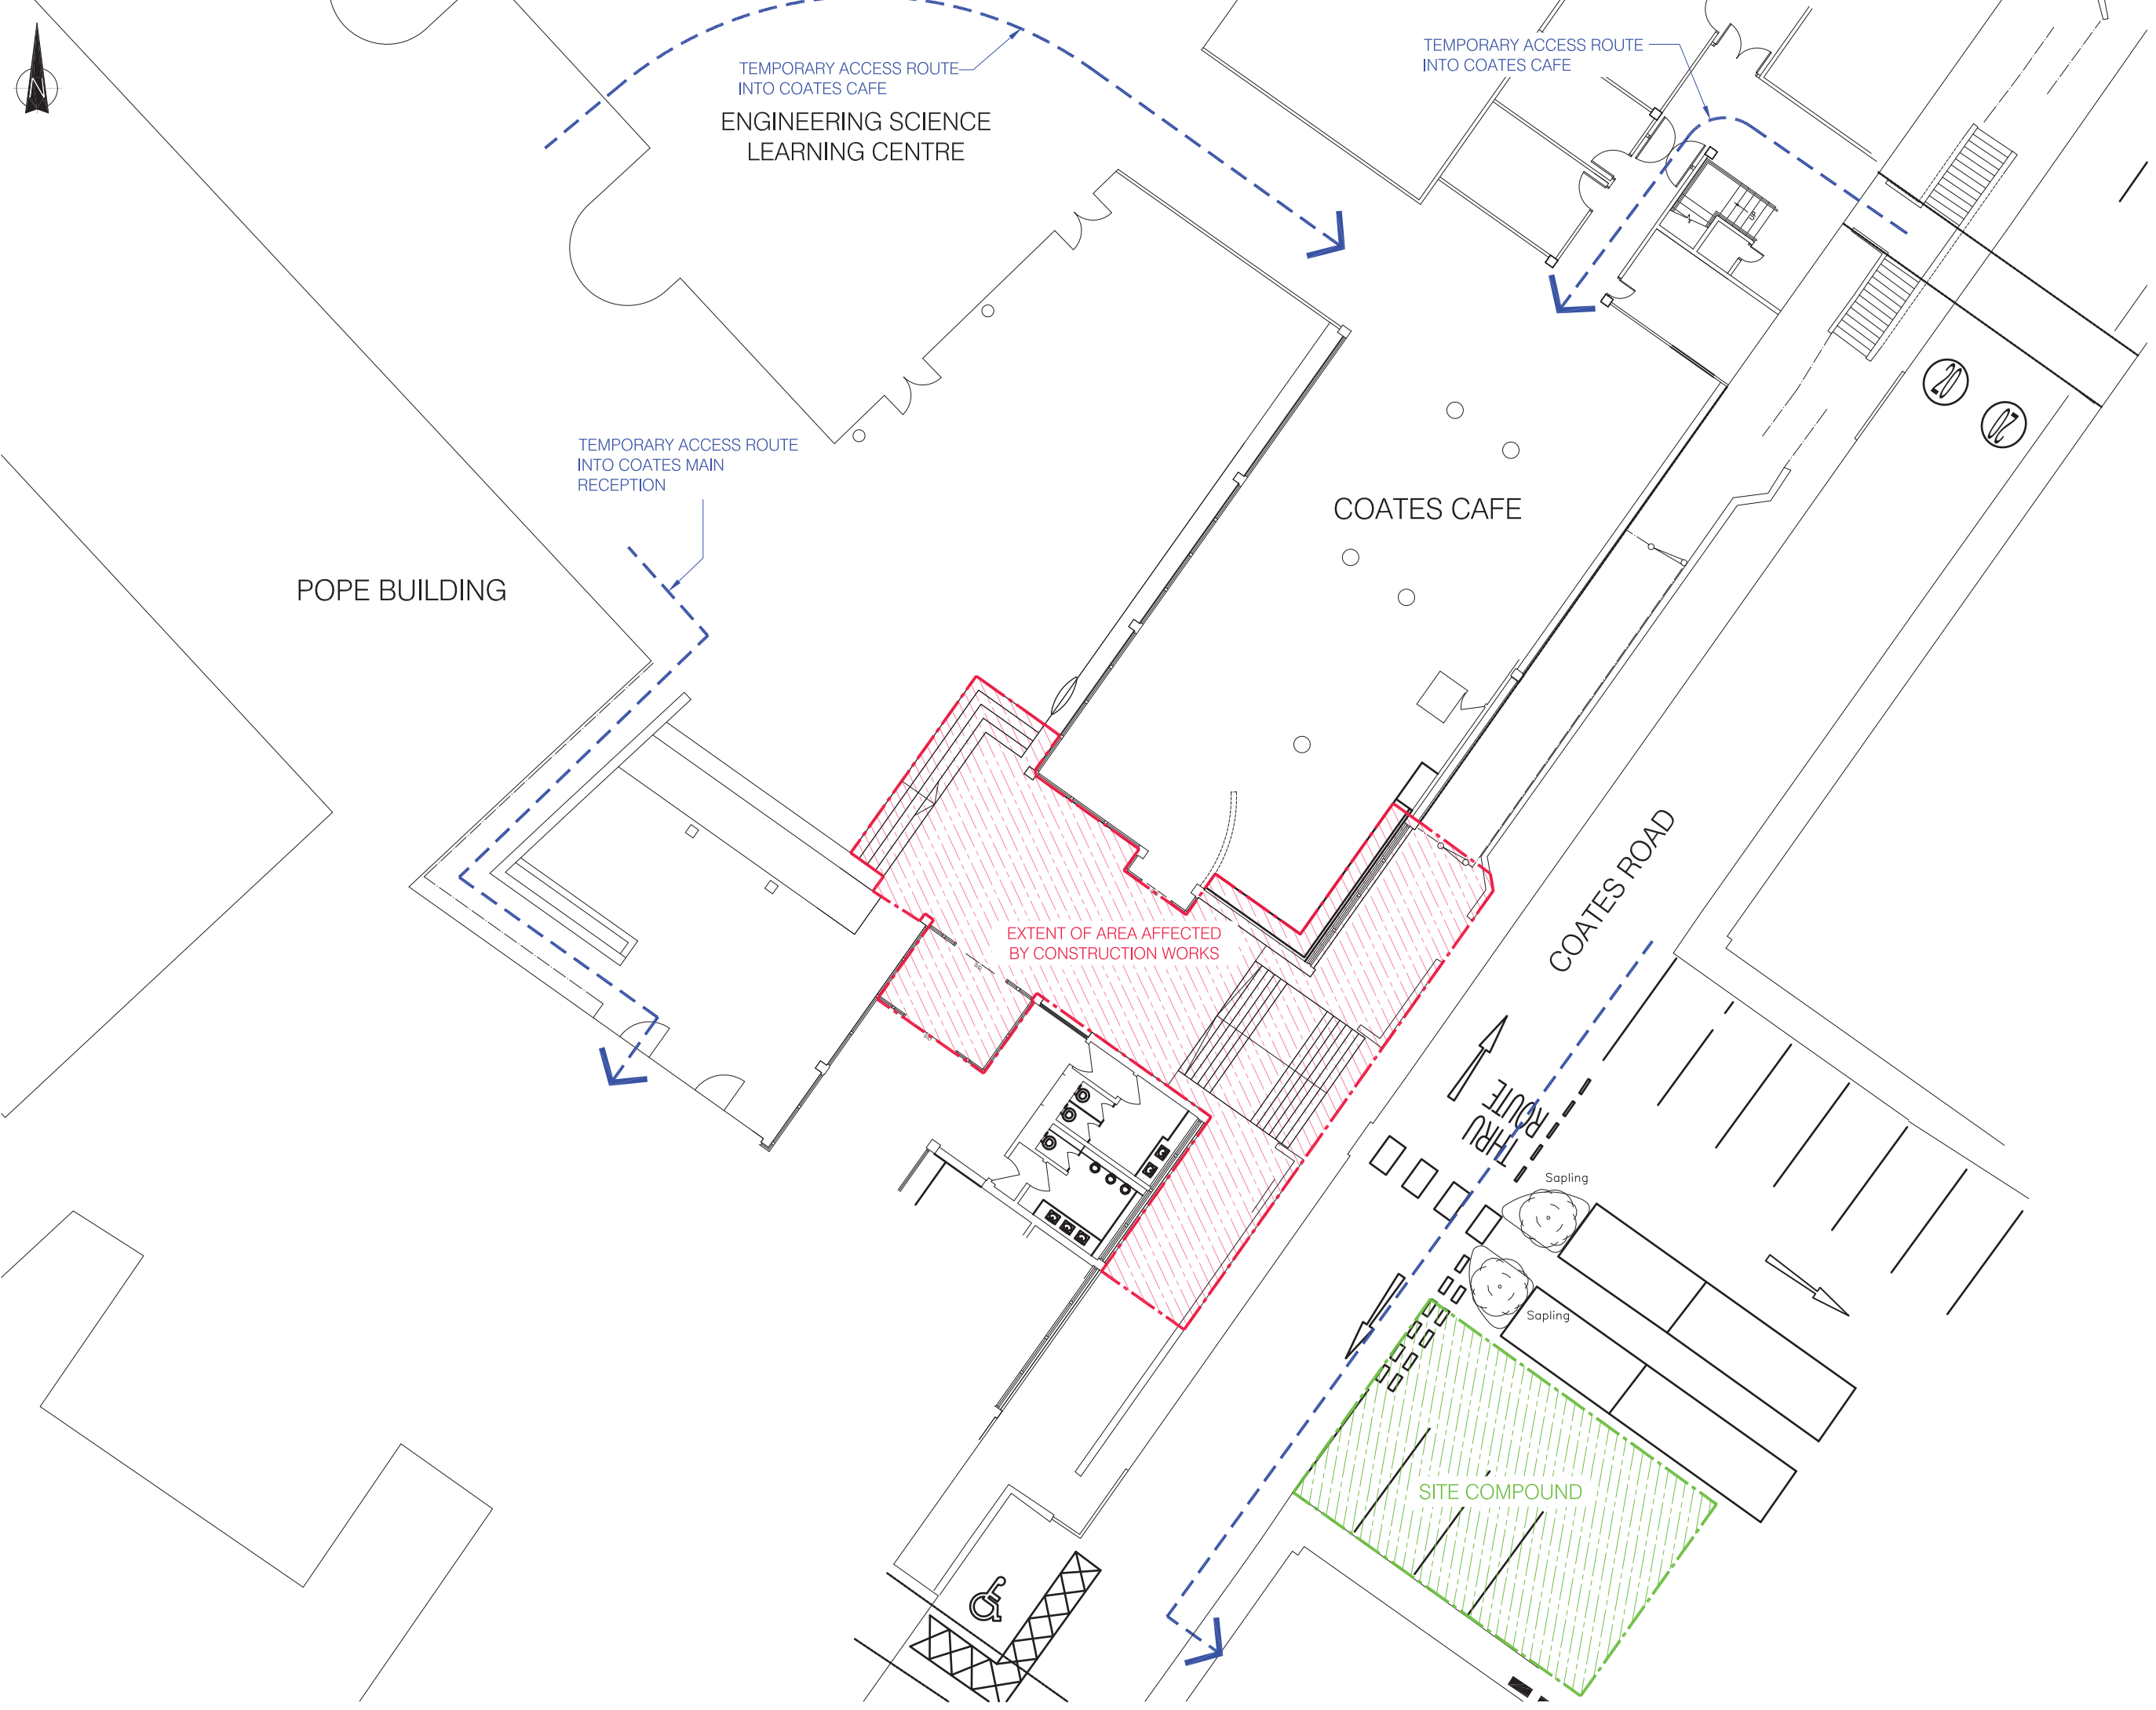 N
TEMPORARY ACCESS ROUTE
INTO COATES CAFE
ENGINEERING SCIENCE
LEARNING CENTRE
TEMPORARY ACCESS ROUTE
INTO COATES CAFE
20
20
TEMPORARY ACCESS ROUTE
INTO COATES MAIN
RECEPTION
COATES CAFE
POPE BUILDING
COATES ROAD
EXTENT OF AREA AFFECTED
BY CONSTRUCTION WORKS
THRU
ROUTE
Sapling
Sapling
SITE COMPOUND